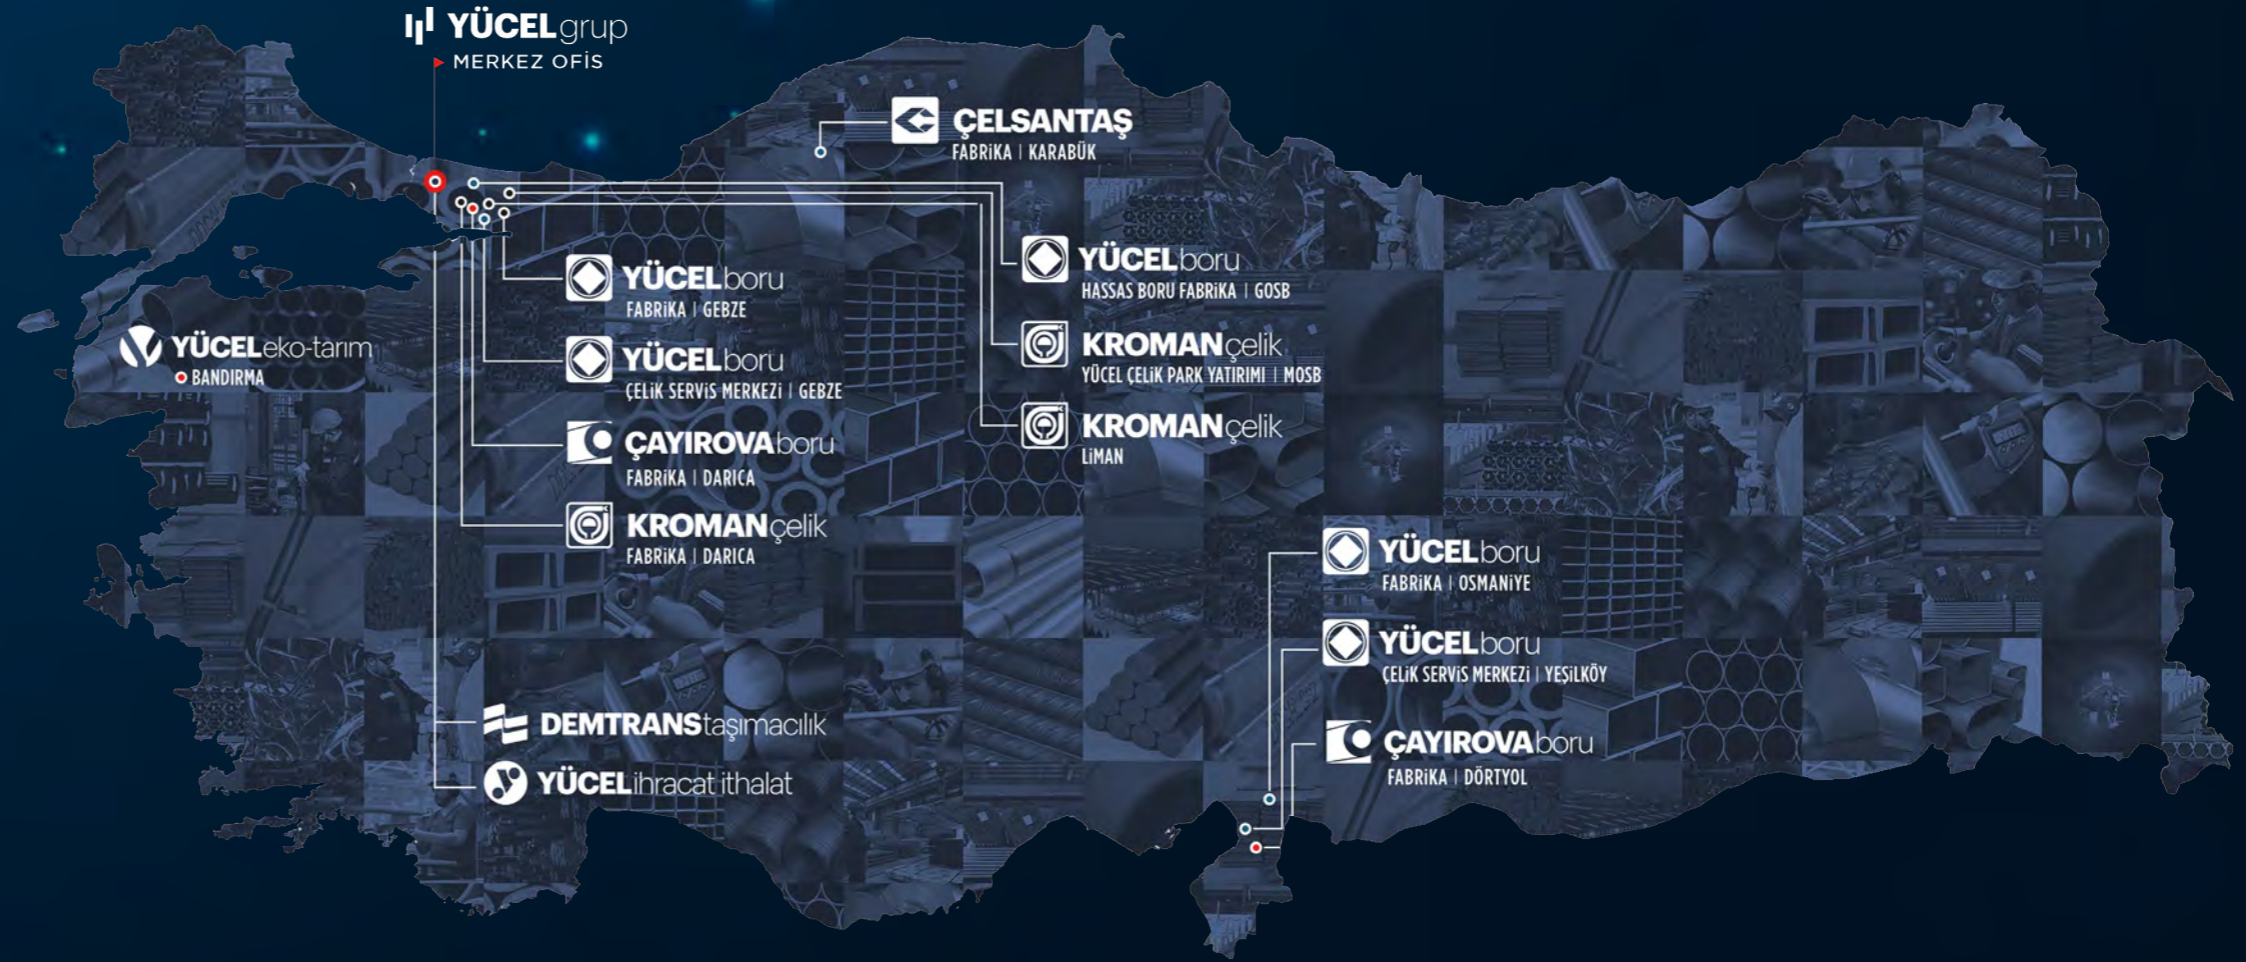 YÜCELgrup
MERKEZ OFİS
ÇELSANTAŞ
FABRİKA | KARABÜK
YÜCELboru
FABRİKA | GEBZE
YÜCELboru
ÇELİK SERVİS MERKEZİ | GEBZE
ÇAYIROVAboru
FABRİKA | DARICA
KROMANçelik
FABRİKA | DARICA
YÜCELboru
HASSAS BORU FABRİKA | GOSB
KROMANçelik
YÜCEL ÇELİK PARK YATIRIMI | MOSB
KROMANçelik
LİMAN
YÜCELeko-tarım
BANDIRMA
YÜCELboru
FABRİKA | OSMANİYE
YÜCELboru
ÇELİK SERVİS MERKEZİ | YEŞİLKÖY
ÇAYIROVAboru
FABRİKA | DÖRTYOL
DEMTRANStaşımacılık
YÜCELihracat ithalat